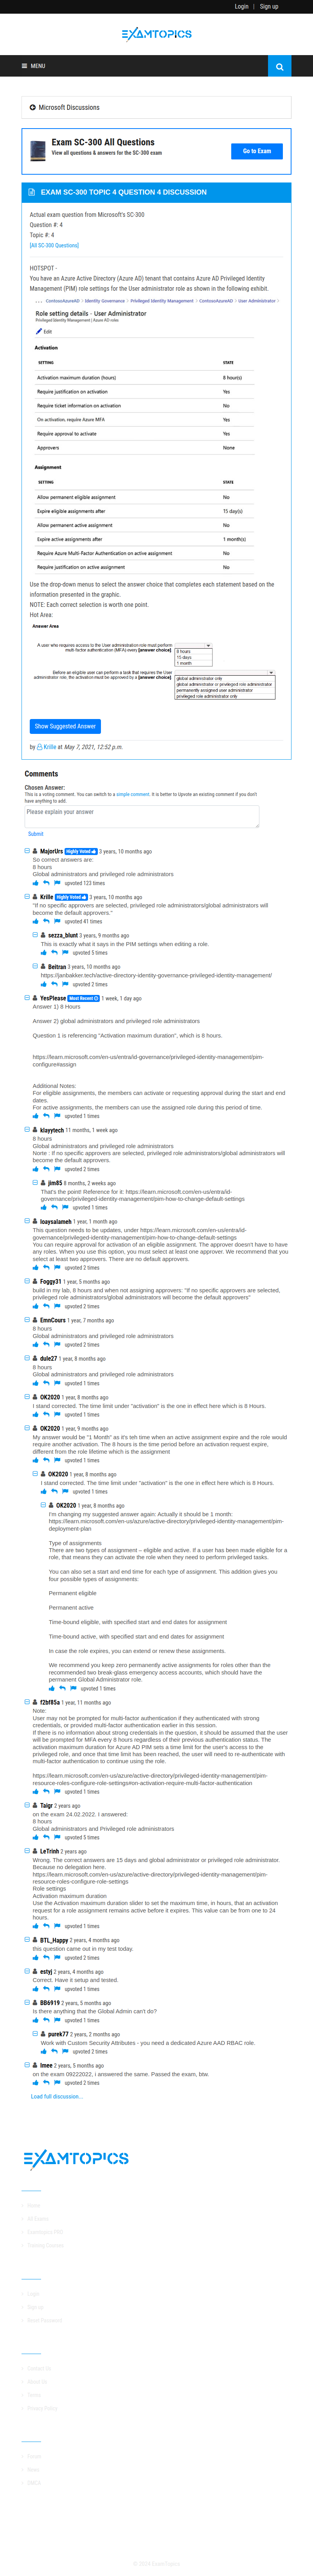 Login | Sign up
EXAMTOPICS
MENU
Microsoft Discussions
Exam SC-300 All Questions
View all questions & answers for the SC-300 exam
Go to Exam
EXAM SC-300 TOPIC 4 QUESTION 4 DISCUSSION
Actual exam question from Microsoft's SC-300
Question #: 4
Topic #: 4
[All SC-300 Questions]
HOTSPOT -
You have an Azure Active Directory (Azure AD) tenant that contains Azure AD Privileged Identity
Management (PIM) role settings for the User administrator role as shown in the following exhibit.
... ContosoAzureAD > Identity Governance > Privileged Identity Management > ContosoAzureAD > User Administrator >
Role setting details - User Administrator
Privileged Identity Management | Azure AD roles
Edit
Activation
SETTING STATE
Activation maximum duration (hours) 8 hour(s)
Require justification on activation Yes
Require ticket information on activation No
On activation, require Azure MFA Yes
Require approval to activate Yes
Approvers None
Assignment
SETTING STATE
Allow permanent eligible assignment No
Expire eligible assignments after 15 day(s)
Allow permanent active assignment No
Expire active assignments after 1 month(s)
Require Azure Multi-Factor Authentication on active assignment No
Require justification on active assignment No
Use the drop-down menus to select the answer choice that completes each statement based on the
information presented in the graphic.
NOTE: Each correct selection is worth one point.
Hot Area:
Answer Area
A user who requires access to the User administration role must perform
multi-factor authentication (MFA) every [answer choice].
8 hours
15 days
1 month
Before an eligible user can perform a task that requires the User
administrator role, the activation must be approved by a [answer choice].
global administrator only
global administrator or privileged role administrator
permanently assigned user administrator
privileged role administrator only
Show Suggested Answer
by Krille at May 7, 2021, 12:52 p.m.
Comments
Chosen Answer:
This is a voting comment. You can switch to a simple comment. It is better to Upvote an existing comment if you don't
have anything to add.
Please explain your answer
Submit
MajorUrs Highly Voted 3 years, 10 months ago
So correct answers are:
8 hours
Global administrators and privileged role administrators
upvoted 123 times
Krille Highly Voted 3 years, 10 months ago
"If no specific approvers are selected, privileged role administrators/global administrators will
become the default approvers."
upvoted 41 times
sezza_blunt 3 years, 9 months ago
This is exactly what it says in the PIM settings when editing a role.
upvoted 5 times
Beitran 3 years, 10 months ago
https://janbakker.tech/active-directory-identity-governance-privileged-identity-management/
upvoted 2 times
YesPlease Most Recent 1 week, 1 day ago
Answer 1) 8 Hours
Answer 2) global administrators and privileged role administrators
Question 1 is referencing "Activation maximum duration", which is 8 hours.
https://learn.microsoft.com/en-us/entra/id-governance/privileged-identity-management/pim-
configure#assign
Additional Notes:
For eligible assignments, the members can activate or requesting approval during the start and end
dates.
For active assignments, the members can use the assigned role during this period of time.
upvoted 1 times
klayytech 11 months, 1 week ago
8 hours
Global administrators and privileged role administrators
Norte : If no specific approvers are selected, privileged role administrators/global administrators will
become the default approvers.
upvoted 2 times
jim85 8 months, 2 weeks ago
That's the point! Reference for it: https://learn.microsoft.com/en-us/entra/id-
governance/privileged-identity-management/pim-how-to-change-default-settings
upvoted 1 times
loaysalameh 1 year, 1 month ago
This question needs to be updates, under https://learn.microsoft.com/en-us/entra/id-
governance/privileged-identity-management/pim-how-to-change-default-settings
You can require approval for activation of an eligible assignment. The approver doesn't have to have
any roles. When you use this option, you must select at least one approver. We recommend that you
select at least two approvers. There are no default approvers.
upvoted 2 times
Foggy31 1 year, 5 months ago
build in my lab, 8 hours and when not assigning any approvers: "If no specific approvers are selected,
privileged role administrators/global administrators will become the default approvers"
upvoted 2 times
EmnCours 1 year, 7 months ago
8 hours
Global administrators and privileged role administrators
upvoted 2 times
dule27 1 year, 8 months ago
8 hours
Global administrators and privileged role administrators
upvoted 1 times
OK2020 1 year, 8 months ago
I stand corrected. The time limit under "activation" is the one in effect here which is 8 Hours.
upvoted 1 times
OK2020 1 year, 9 months ago
My answer would be "1 Month" as it's teh time when an active assignment expire and the role would
require another activation. The 8 hours is the time period before an activation request expire,
different from the role lifetime which is the assignment
upvoted 1 times
OK2020 1 year, 8 months ago
I stand corrected. The time limit under "activation" is the one in effect here which is 8 Hours.
upvoted 1 times
OK2020 1 year, 8 months ago
I'm changing my suggested answer again: Actually it should be 1 month:
https://learn.microsoft.com/en-us/azure/active-directory/privileged-identity-management/pim-
deployment-plan
Type of assignments
There are two types of assignment – eligible and active. If a user has been made eligible for a
role, that means they can activate the role when they need to perform privileged tasks.
You can also set a start and end time for each type of assignment. This addition gives you
four possible types of assignments:
Permanent eligible
Permanent active
Time-bound eligible, with specified start and end dates for assignment
Time-bound active, with specified start and end dates for assignment
In case the role expires, you can extend or renew these assignments.
We recommend you keep zero permanently active assignments for roles other than the
recommended two break-glass emergency access accounts, which should have the
permanent Global Administrator role.
upvoted 1 times
f2bf85a 1 year, 11 months ago
Note:
User may not be prompted for multi-factor authentication if they authenticated with strong
credentials, or provided multi-factor authentication earlier in this session.
If there is no information on strong credentials in the question, it should be assumed that the user will
be prompted for MFA every 8 hours regardless of their previous authentication status. The
activation maximum duration for Azure AD PIM sets a time limit for the user to perform their
privileged role, and once that time limit has been reached, the user will need to re-authenticate with
multi-factor authentication to continue using the role.
https://learn.microsoft.com/en-us/azure/active-directory/privileged-identity-management/pim-
resource-roles-configure-role-settings#on-activation-require-multi-factor-authentication
upvoted 1 times
Taigr 2 years ago
on the exam 24.02.2022. I answered:
8 hours
Global administrators and Privileged role administrators
upvoted 5 times
LeTrinh 2 years ago
Wrong. The correct answers are 15 days and global administrator or privileged role administrator.
Because no delegation here.
https://learn.microsoft.com/en-us/azure/active-directory/privileged-identity-management/pim-
resource-roles-configure-role-settings
Role settings
Activation maximum duration
Use the Activation maximum duration slider to set the maximum time, in hours, that an activation
request for a role assignment remains active before it expires. This value can be from one to 24
hours.
upvoted 1 times
BTL_Happy 2 years, 4 months ago
this question came out in my test today.
upvoted 2 times
estyj 2 years, 4 months ago
Correct. Have it setup and tested.
upvoted 1 times
BB6919 2 years, 5 months ago
Is there anything that the Global Admin can't do?
upvoted 1 times
purek77 2 years, 2 months ago
Work with Custom Security Attributes - you need a dedicated Azure AAD RBAC role.
upvoted 2 times
Imee 2 years, 5 months ago
on the exam 09222022, i answered the same. Passed the exam, btw.
upvoted 2 times
Load full discussion...
EXAMTOPICS
Home
All Exams
Training Courses
Login
Sign up
Contact Us
About Us
Privacy Policy
News
DMCA
© 2024 ExamTopics